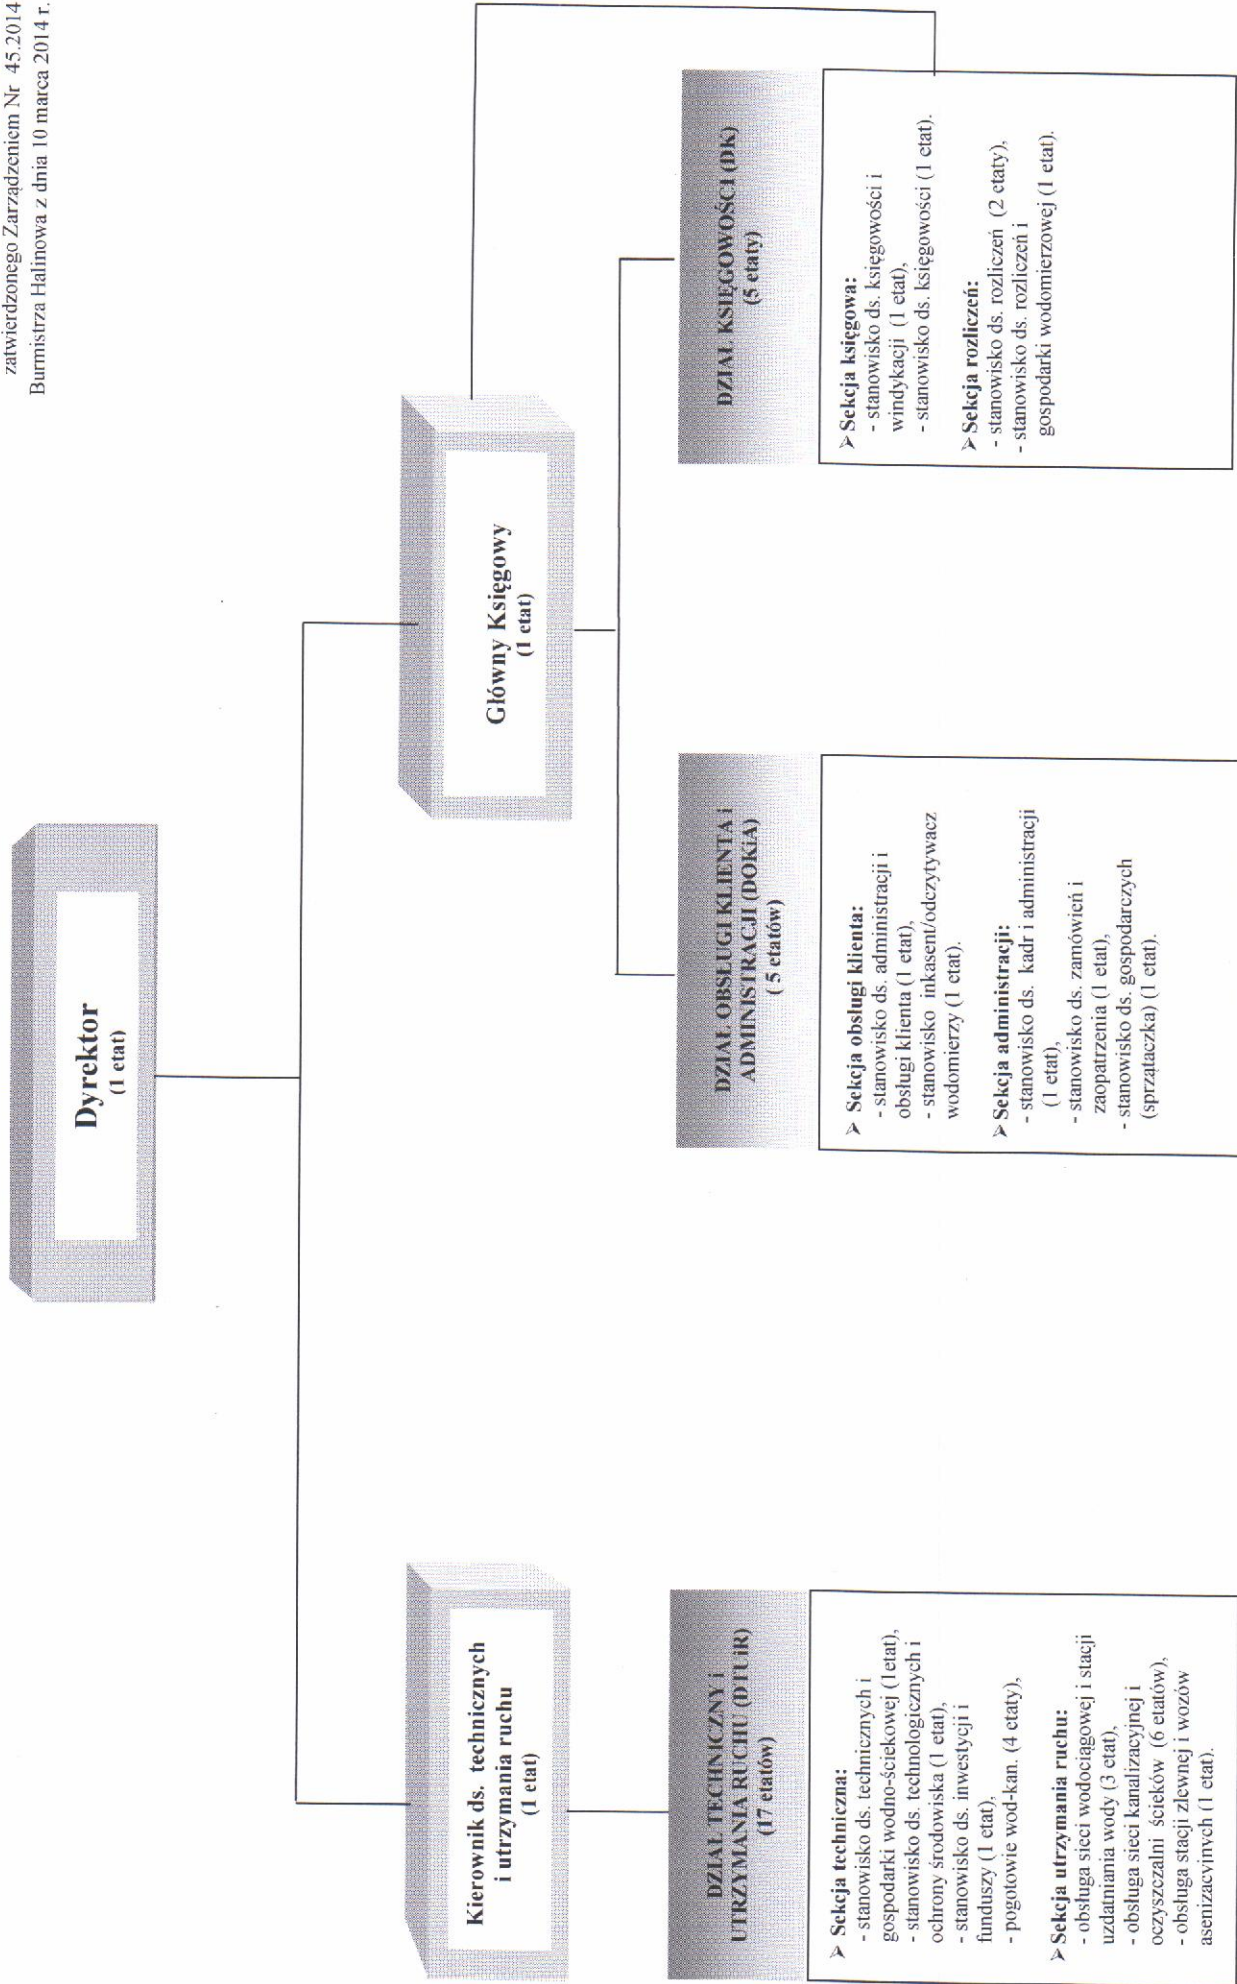 zatwierdzonego Zarządzeniem Nr 45.2014
Burmistrza Halinowa z dnia 10 marca 2014 r.
Dyrektor
(1 etat)
Kierownik ds. technicznych
i utrzymania ruchu
(1 etat)
Główny Księgowy
(1 etat)
DZIAŁ TECHNICZNY i
UTRZYMANIA RUCHU (DTUiR)
(17 etatów)
➢ Sekcja techniczna:
- stanowisko ds. technicznych i
gospodarki wodno-ściekowej (1etat),
- stanowisko ds. technologicznych i
ochrony środowiska (1 etat),
- stanowisko ds. inwestycji i
funduszy (1 etat),
- pogotowie wod-kan. (4 etaty),
➢ Sekcja utrzymania ruchu:
- obsługa sieci wodociągowej i stacji
uzdatniania wody (3 etat),
- obsługa sieci kanalizacyjnej i
oczyszczalni ścieków (6 etatów),
- obsługa stacji zlewnej i wozów
asenizacyjnych (1 etat).
DZIAŁ OBSŁUGI KLIENTA i
ADMINISTRACJI (DOKiA)
( 5 etatów)
➢ Sekcja obsługi klienta:
- stanowisko ds. administracji i
obsługi klienta (1 etat),
- stanowisko inkasent/odczytywacz
wodomierzy (1 etat).
➢ Sekcja administracji:
- stanowisko ds. kadr i administracji
(1 etat),
- stanowisko ds. zamówień i
zaopatrzenia (1 etat),
- stanowisko ds. gospodarczych
(sprzątaczka) (1 etat).
DZIAŁ KSIĘGOWOŚCI (DK)
(5 etaty)
➢ Sekcja księgowa:
- stanowisko ds. księgowości i
windykacji (1 etat),
- stanowisko ds. księgowości (1 etat).
➢ Sekcja rozliczeń:
- stanowisko ds. rozliczeń (2 etaty),
- stanowisko ds. rozliczeń i
gospodarki wodomierzowej (1 etat).